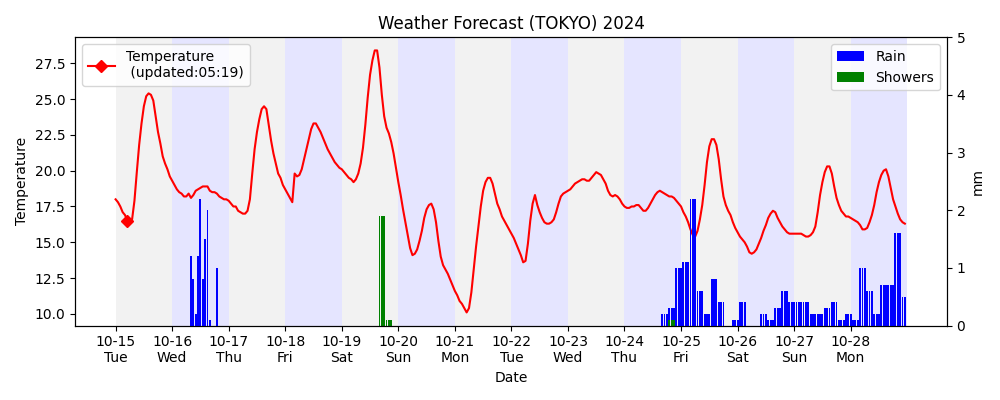 Weather Forecast (TOKYO) 2024
Temperature
(updated:05:19)
Rain
Showers
Temperature
27.5
25.0
22.5
20.0
17.5
15.0
12.5
10.0
5
4
3
2
1
0
mm
10-15 10-16 10-17 10-18 10-19 10-20 10-21 10-22 10-23 10-24 10-25 10-26 10-27 10-28
Tue Wed Thu Fri Sat Sun Mon Tue Wed Thu Fri Sat Sun Mon
Date